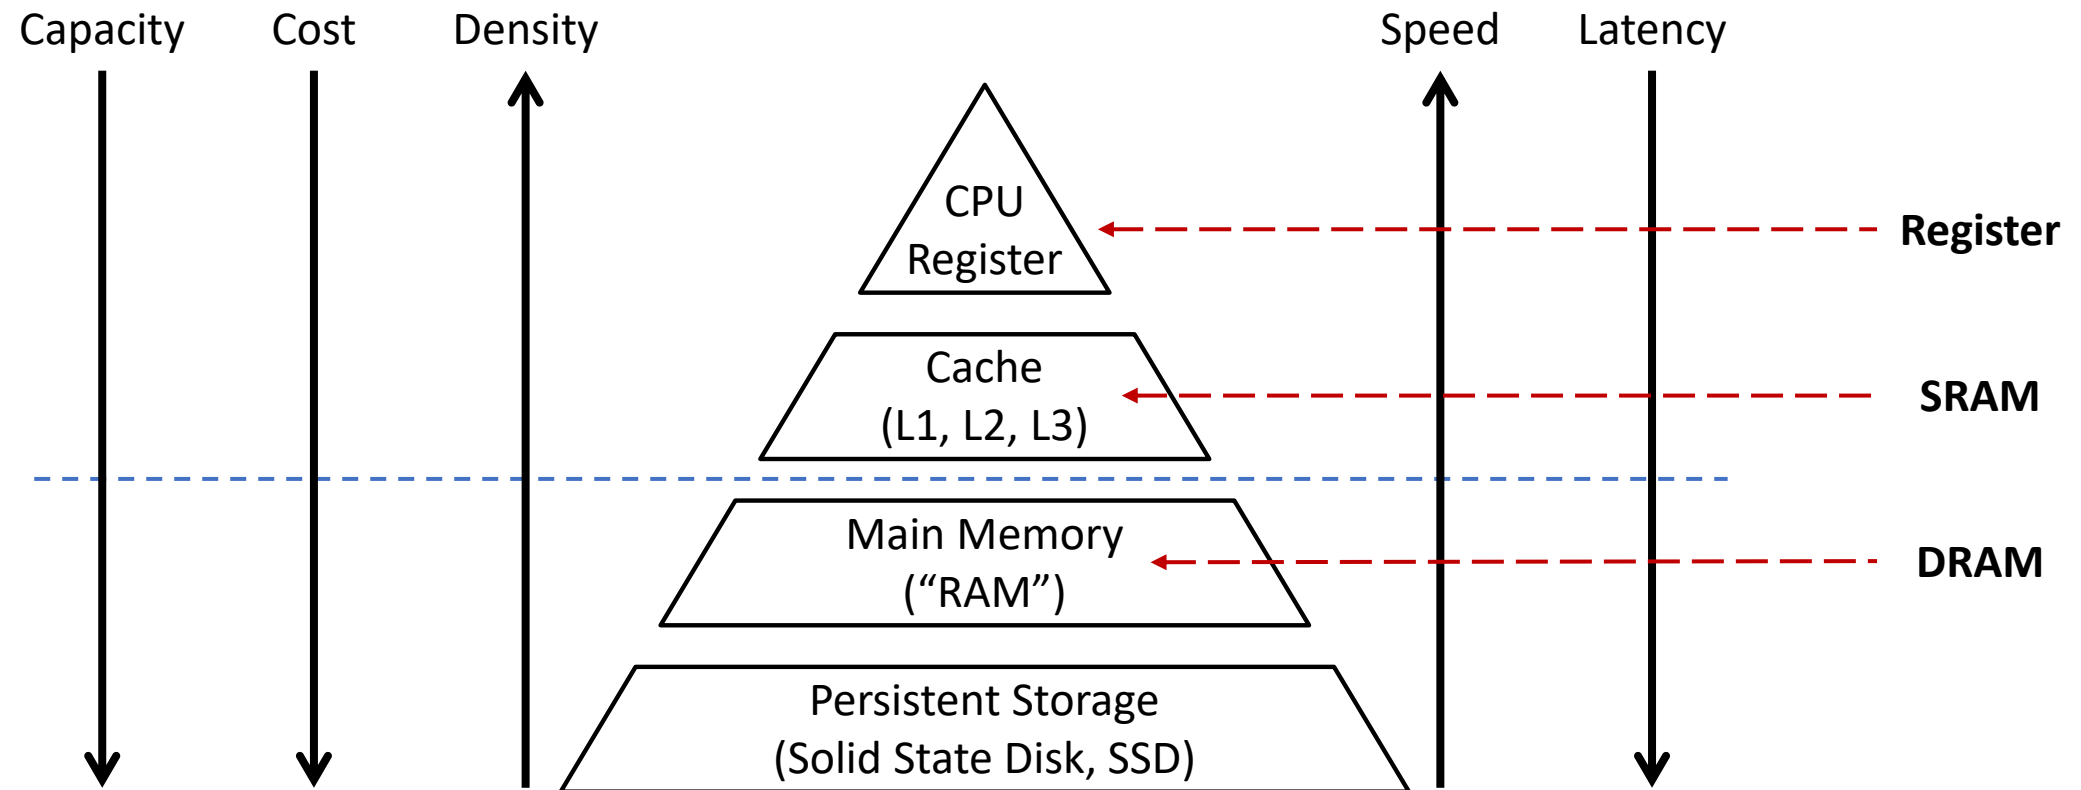 Capacity
Cost
Density
Speed
Latency
CPU
Register
Register
Cache
(L1, L2, L3)
SRAM
Main Memory
(“RAM”)
DRAM
Persistent Storage
(Solid State Disk, SSD)